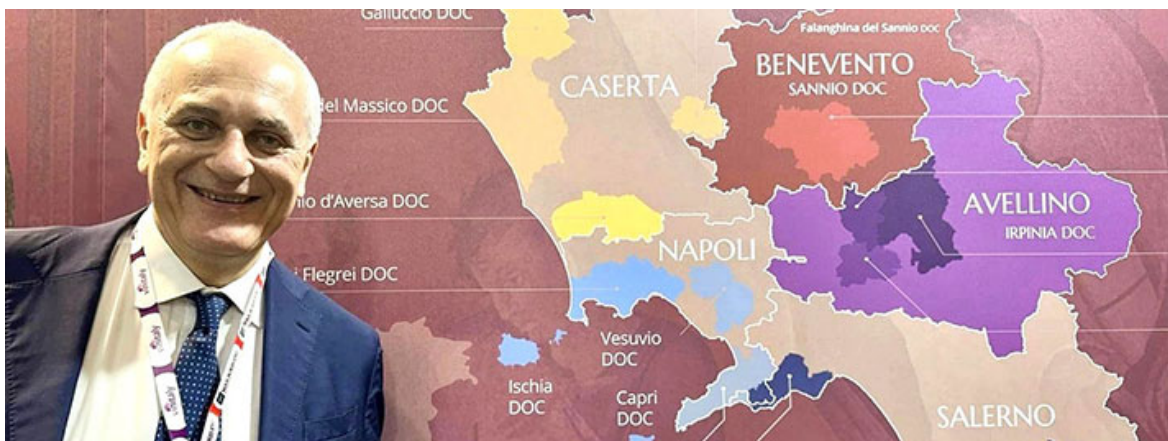 Galluccio DOC
Falanghina del Sannio DOC
BENEVENTO
SANNIO DOC
CASERTA
del Massico DOC
d'Aversa DOC
AVELLINO
IRPINIA DOC
NAPOLI
Flegrei DOC
Vesuvio
DOC
Ischia
DOC
Capri
DOC
SALERNO
vinitaly